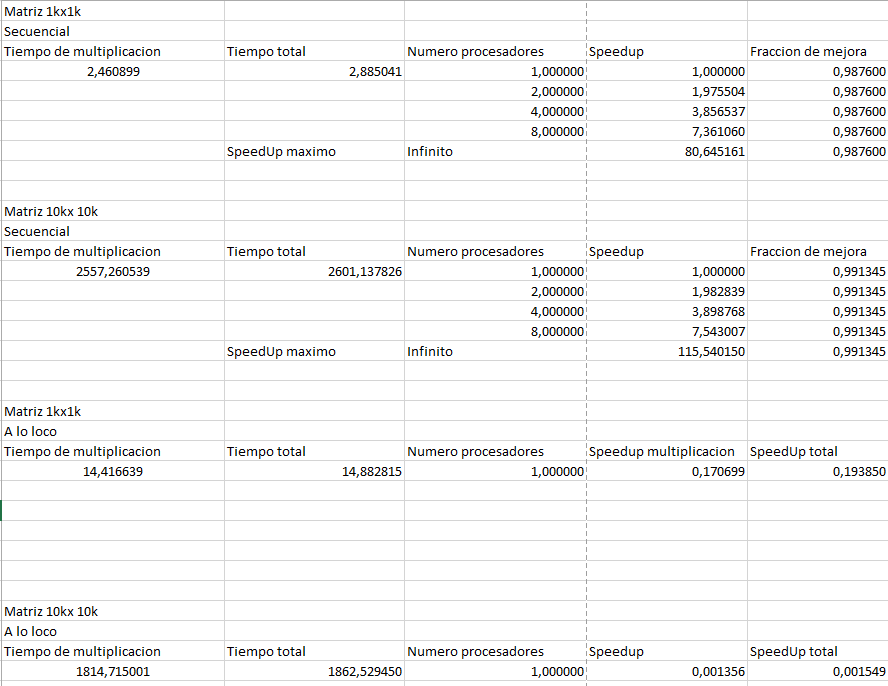 Matriz 1kx1k
Secuencial
Tiempo de multiplicacion Tiempo total Numero procesadores Speedup Fraccion de mejora
2,460899 2,885041 1,000000 1,000000 0,987600
2,000000 1,975504 0,987600
4,000000 3,856537 0,987600
8,000000 7,361060 0,987600
SpeedUp maximo Infinito 80,645161 0,987600
Matriz 10kx 10k
Secuencial
Tiempo de multiplicacion Tiempo total Numero procesadores Speedup Fraccion de mejora
2557,260539 2601,137826 1,000000 1,000000 0,991345
2,000000 1,982839 0,991345
4,000000 3,898768 0,991345
8,000000 7,543007 0,991345
SpeedUp maximo Infinito 115,540150 0,991345
Matriz 1kx1k
A lo loco
Tiempo de multiplicacion Tiempo total Numero procesadores Speedup multiplicacion SpeedUp total
14,416639 14,882815 1,000000 0,170699 0,193850
Matriz 10kx 10k
A lo loco
Tiempo de multiplicacion Tiempo total Numero procesadores Speedup SpeedUp total
1814,715001 1862,529450 1,000000 0,001356 0,001549